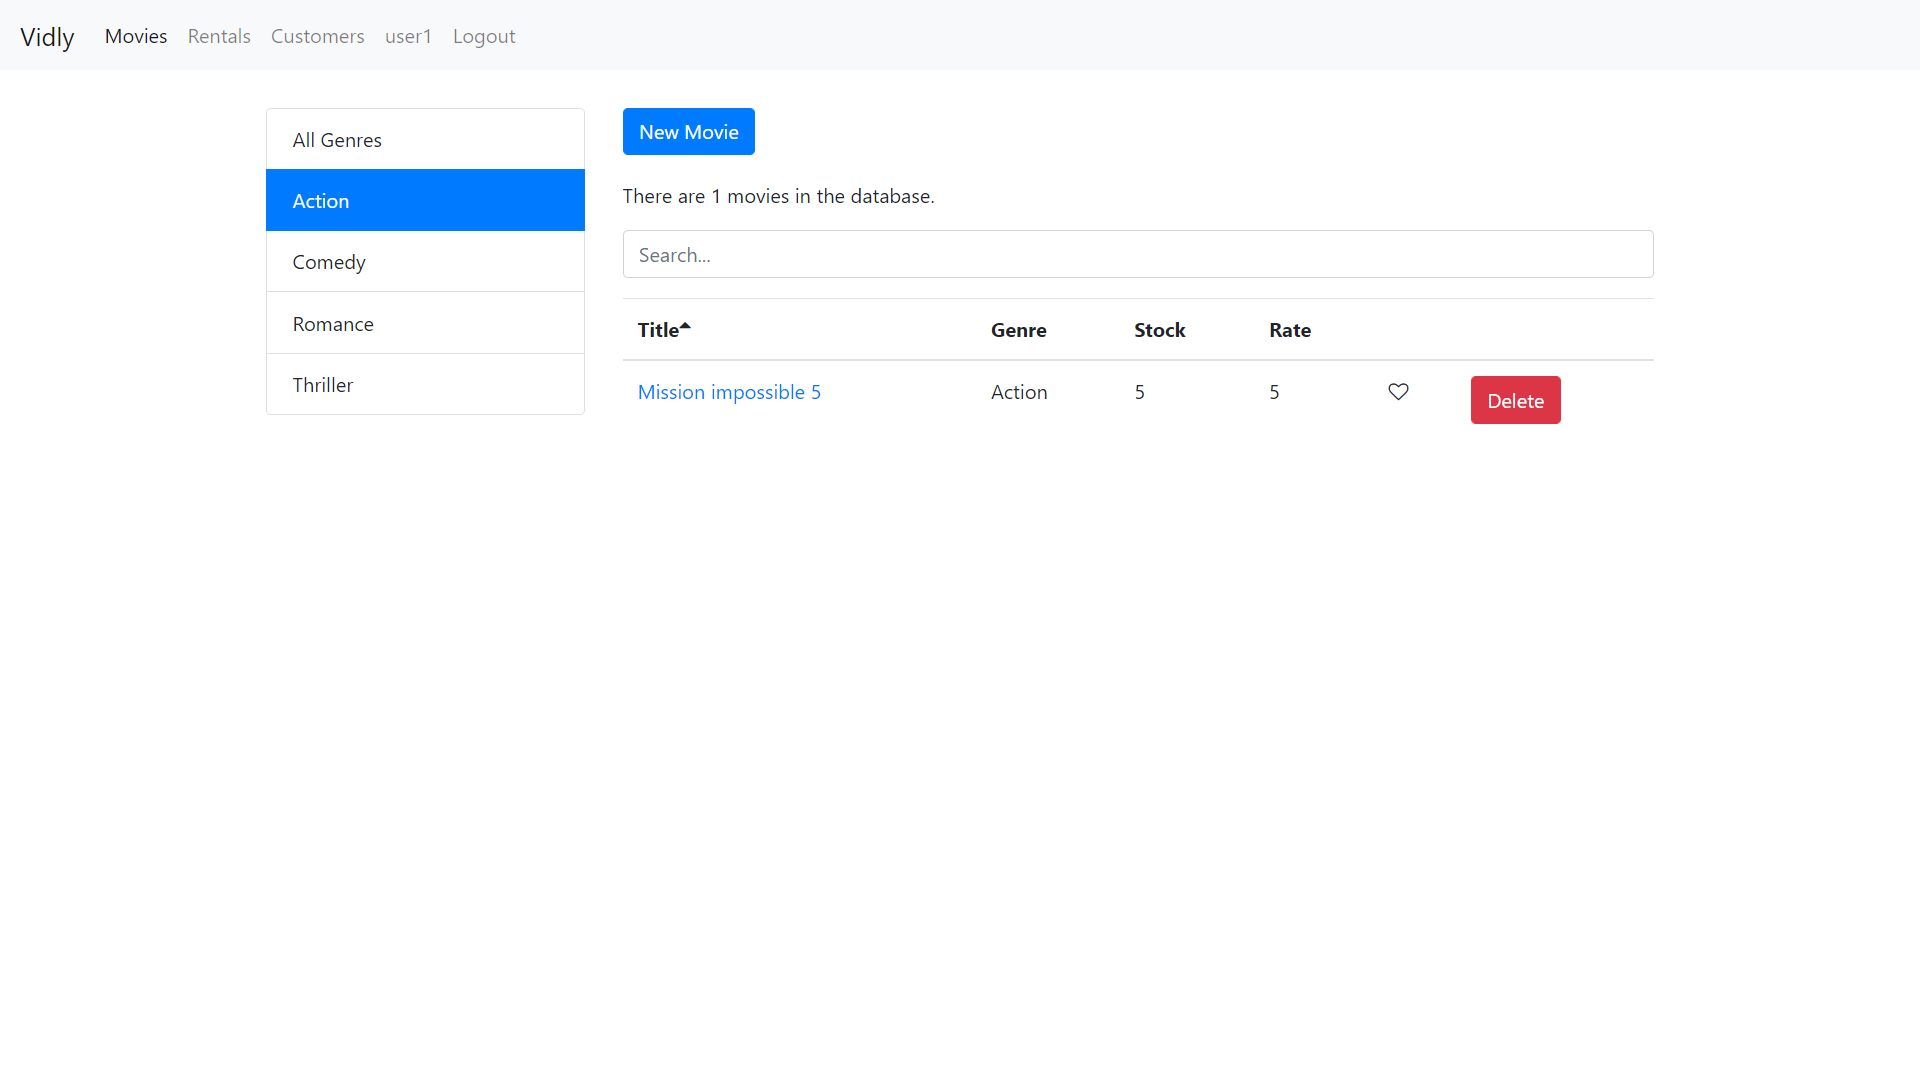 Vidly Movies Rentals Customers user1 Logout
All Genres
Action
Comedy
Romance
Thriller
New Movie
There are 1 movies in the database.
Search...
Title Genre Stock Rate
Mission impossible 5 Action 5 5 Delete